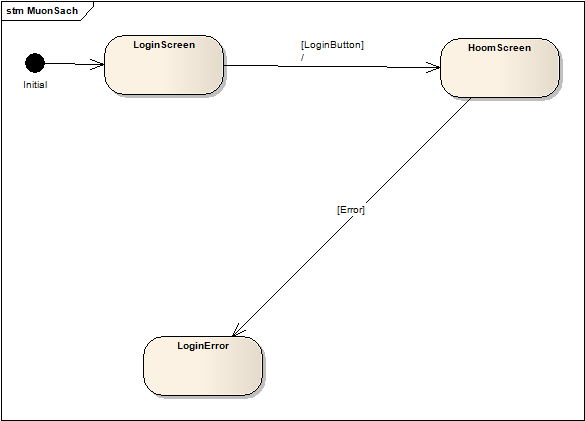 stm MuonSach
LoginScreen
[LoginButton]
/
HoomScreen
Initial
[Error]
LoginError